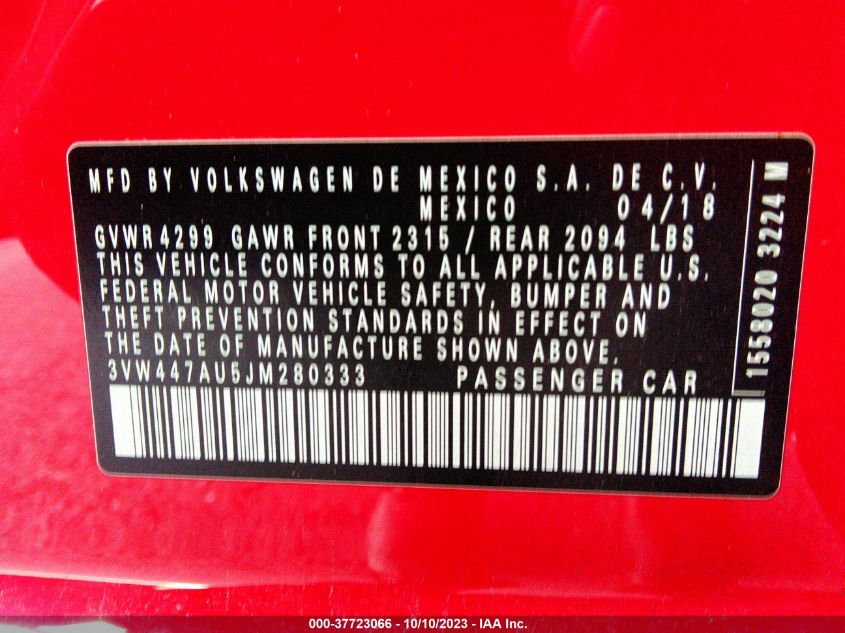 MFD BY VOLKSWAGEN DE MEXICO S.A. DE C.V.
MEXICO 04/18
GVWR 4299 GAWR FRONT 2315 / REAR 2094 LBS
THIS VEHICLE CONFORMS TO ALL APPLICABLE U.S.
FEDERAL MOTOR VEHICLE SAFETY, BUMPER AND
THEFT PREVENTION STANDARDS IN EFFECT ON
THE DATE OF MANUFACTURE SHOWN ABOVE.
3VW447AU5JM280333 PASSENGER CAR
1558020 3224 M
000-37723066 - 10/10/2023 - IAA Inc.